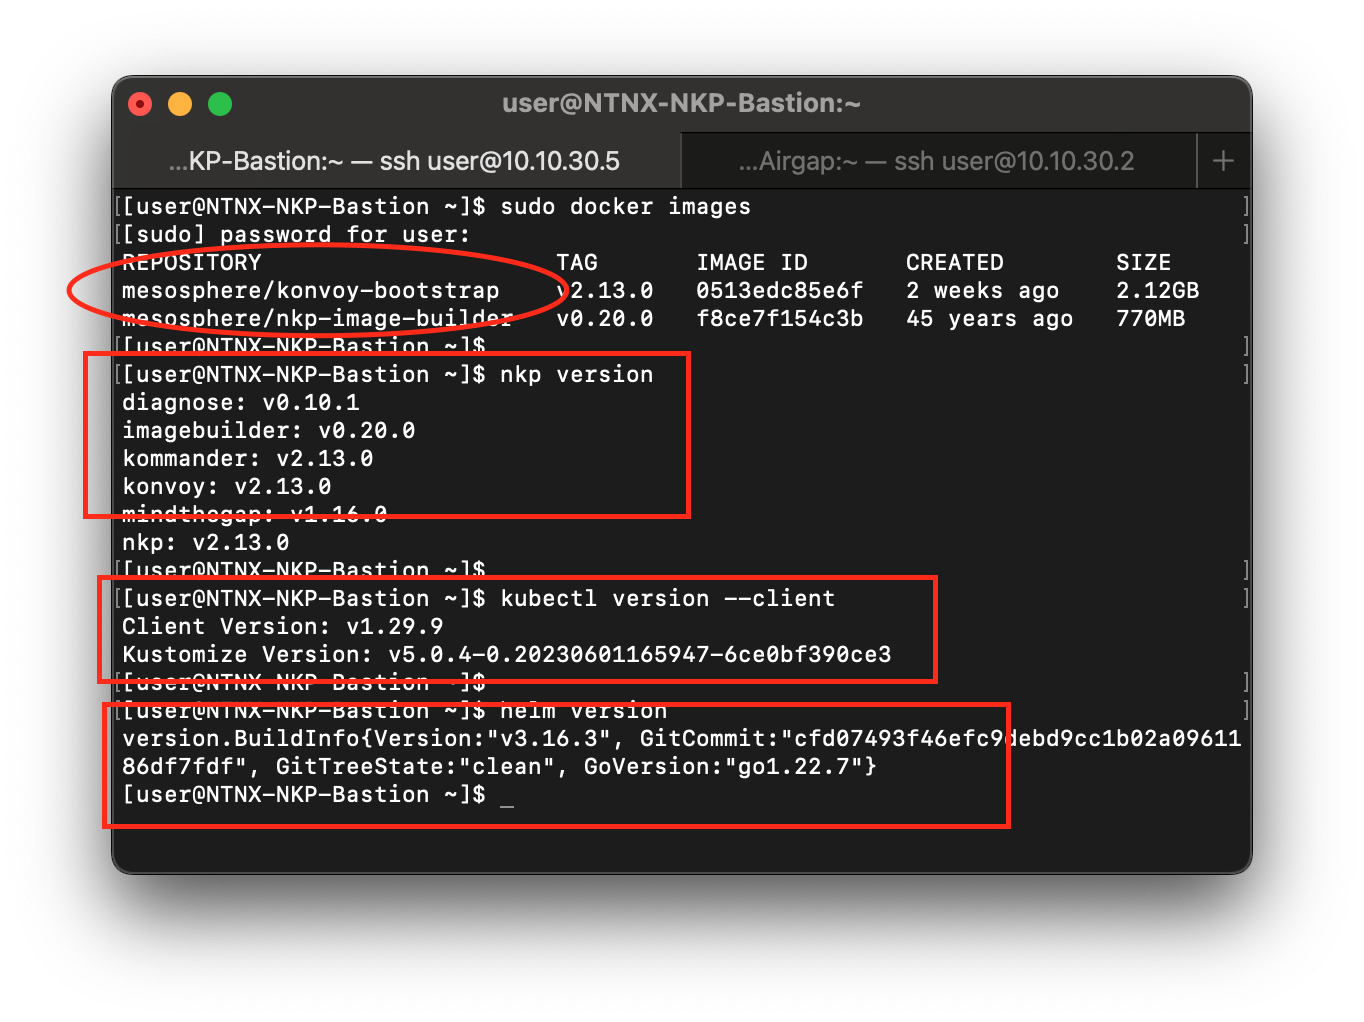 user@NTNX-NKP-Bastion:~
...KP-Bastion:~ — ssh user@10.10.30.5
...Airgap:~ — ssh user@10.10.30.2
+
[[user@NTNX-NKP-Bastion ~]$ sudo docker images ]
[[sudo] password for user: ]
REPOSITORY TAG IMAGE ID CREATED SIZE
mesosphere/konvoy-bootstrap v2.13.0 0513edc85e6f 2 weeks ago 2.12GB
mesosphere/nkp-image-builder v0.20.0 f8ce7f154c3b 45 years ago 770MB
[[user@NTNX-NKP-Bastion ~]$ ]
[[user@NTNX-NKP-Bastion ~]$ nkp version ]
diagnose: v0.10.1
imagebuilder: v0.20.0
kommander: v2.13.0
konvoy: v2.13.0
mindthegap: v1.16.0
nkp: v2.13.0
[[user@NTNX-NKP-Bastion ~]$ ]
[[user@NTNX-NKP-Bastion ~]$ kubectl version --client ]
Client Version: v1.29.9
Kustomize Version: v5.0.4-0.20230601165947-6ce0bf390ce3
[[user@NTNX-NKP-Bastion ~]$ ]
[[user@NTNX-NKP-Bastion ~]$ helm version ]
version.BuildInfo{Version:"v3.16.3", GitCommit:"cfd07493f46efc9debd9cc1b02a09611
86df7fdf", GitTreeState:"clean", GoVersion:"go1.22.7"}
[user@NTNX-NKP-Bastion ~]$ _